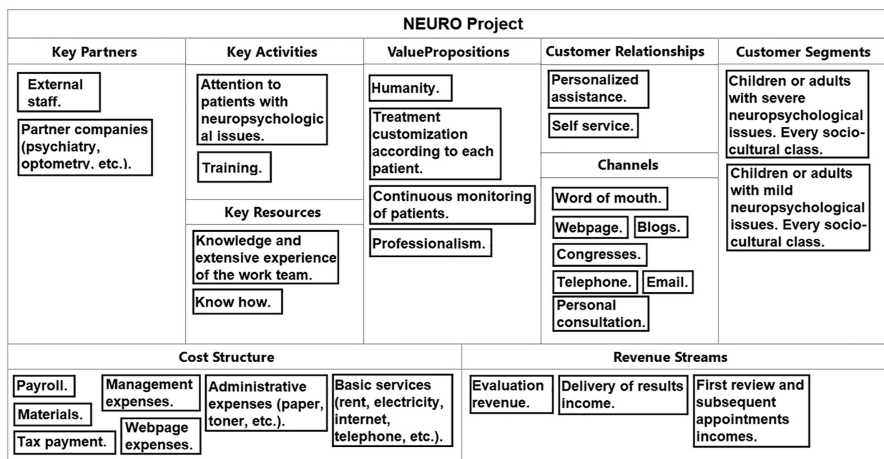 NEURO Project
Key Partners
External
staff.
Partner companies
(psychiatry,
optometry, etc.).
Key Activities
Attention to
patients with
neuropsychologic
al issues.
Training.
Key Resources
Knowledge and
extensive experience
of the work team.
Know how.
ValuePropositions
Humanity.
Treatment
customization
according to each
patient.
Continuous monitoring
of patients.
Professionalism.
Customer Relationships
Personalized
assistance.
Self service.
Channels
Word of mouth.
Webpage.
Blogs.
Congresses.
Telephone.
Email.
Personal
consultation.
Customer Segments
Children or adults
with severe
neuropsychological
issues. Every socio-
cultural class.
Children or adults
with mild
neuropsychological
issues. Every socio-
cultural class.
Cost Structure
Payroll.
Materials.
Tax payment.
Management
expenses.
Webpage
expenses.
Administrative
expenses (paper,
toner, etc.).
Basic services
(rent, electricity,
internet,
telephone, etc.).
Revenue Streams
Evaluation
revenue.
Delivery of results
income.
First review and
subsequent
appointments
incomes.